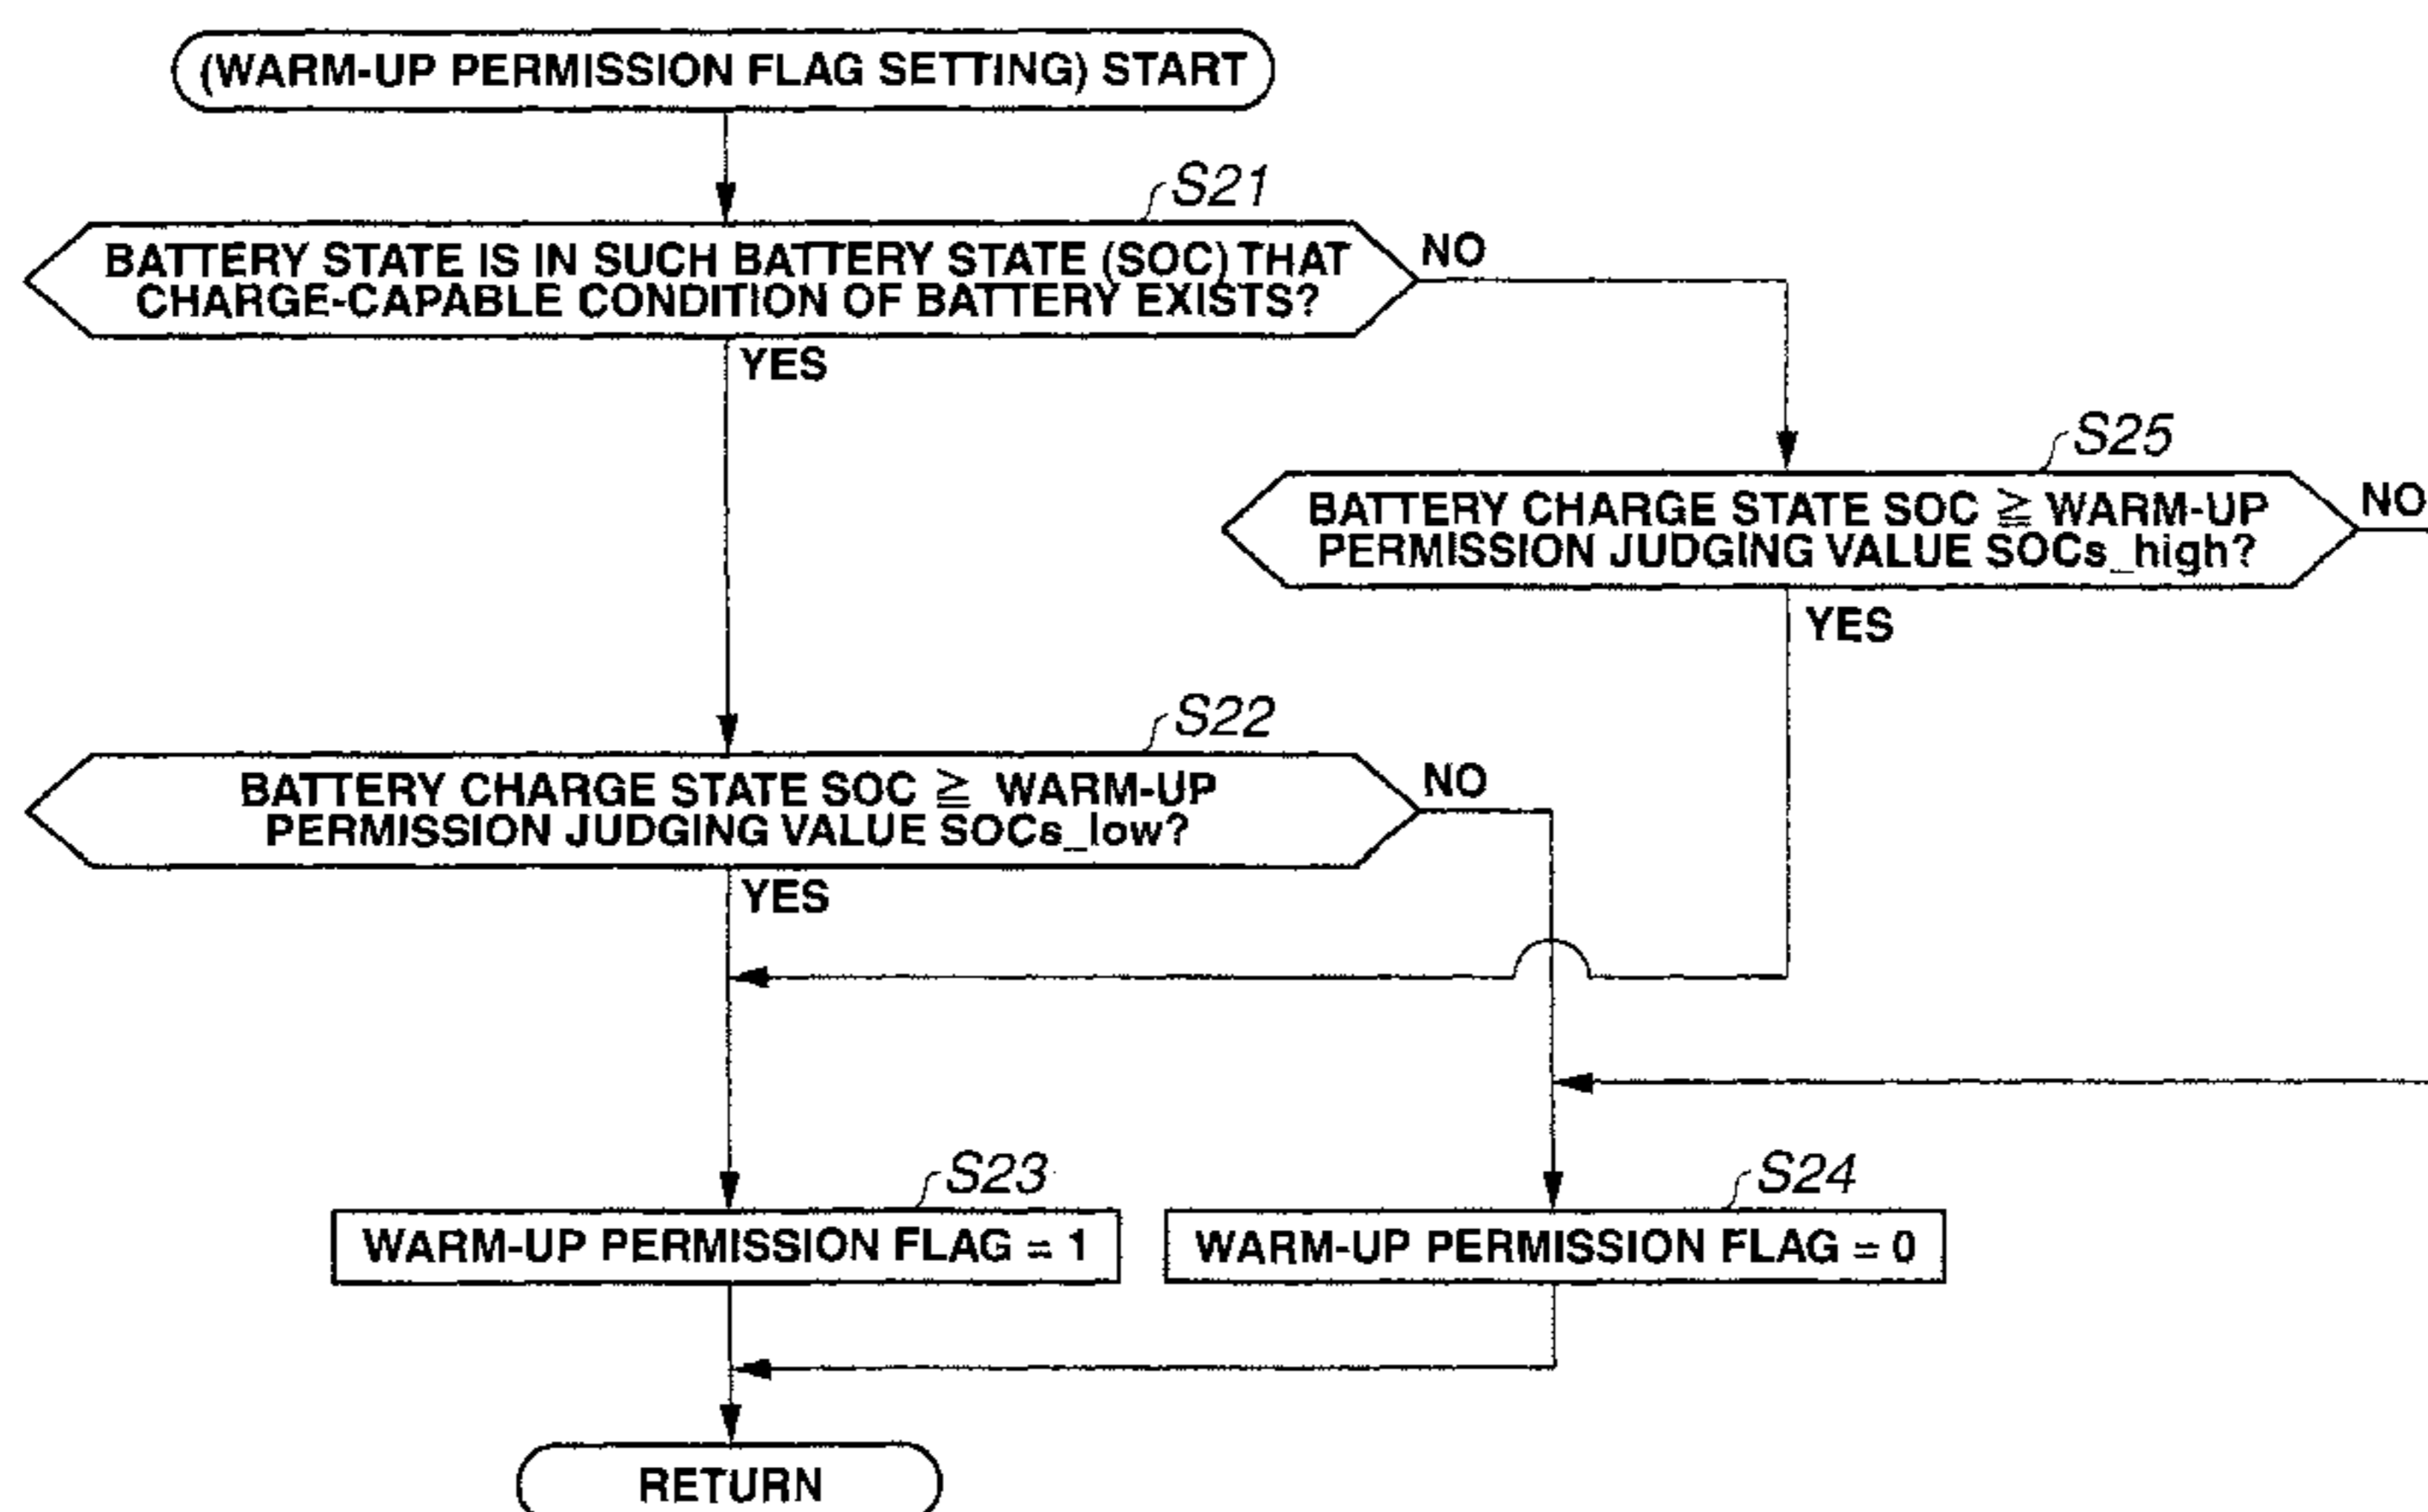 (WARM-UP PERMISSION FLAG SETTING) START
S21
BATTERY STATE IS IN SUCH BATTERY STATE (SOC) THAT
CHARGE-CAPABLE CONDITION OF BATTERY EXISTS?
NO
YES
S25
BATTERY CHARGE STATE SOC ≧ WARM-UP
PERMISSION JUDGING VALUE SOCs_high?
NO
YES
S22
BATTERY CHARGE STATE SOC ≧ WARM-UP
PERMISSION JUDGING VALUE SOCs_low?
NO
YES
S23
WARM-UP PERMISSION FLAG = 1
S24
WARM-UP PERMISSION FLAG = 0
RETURN